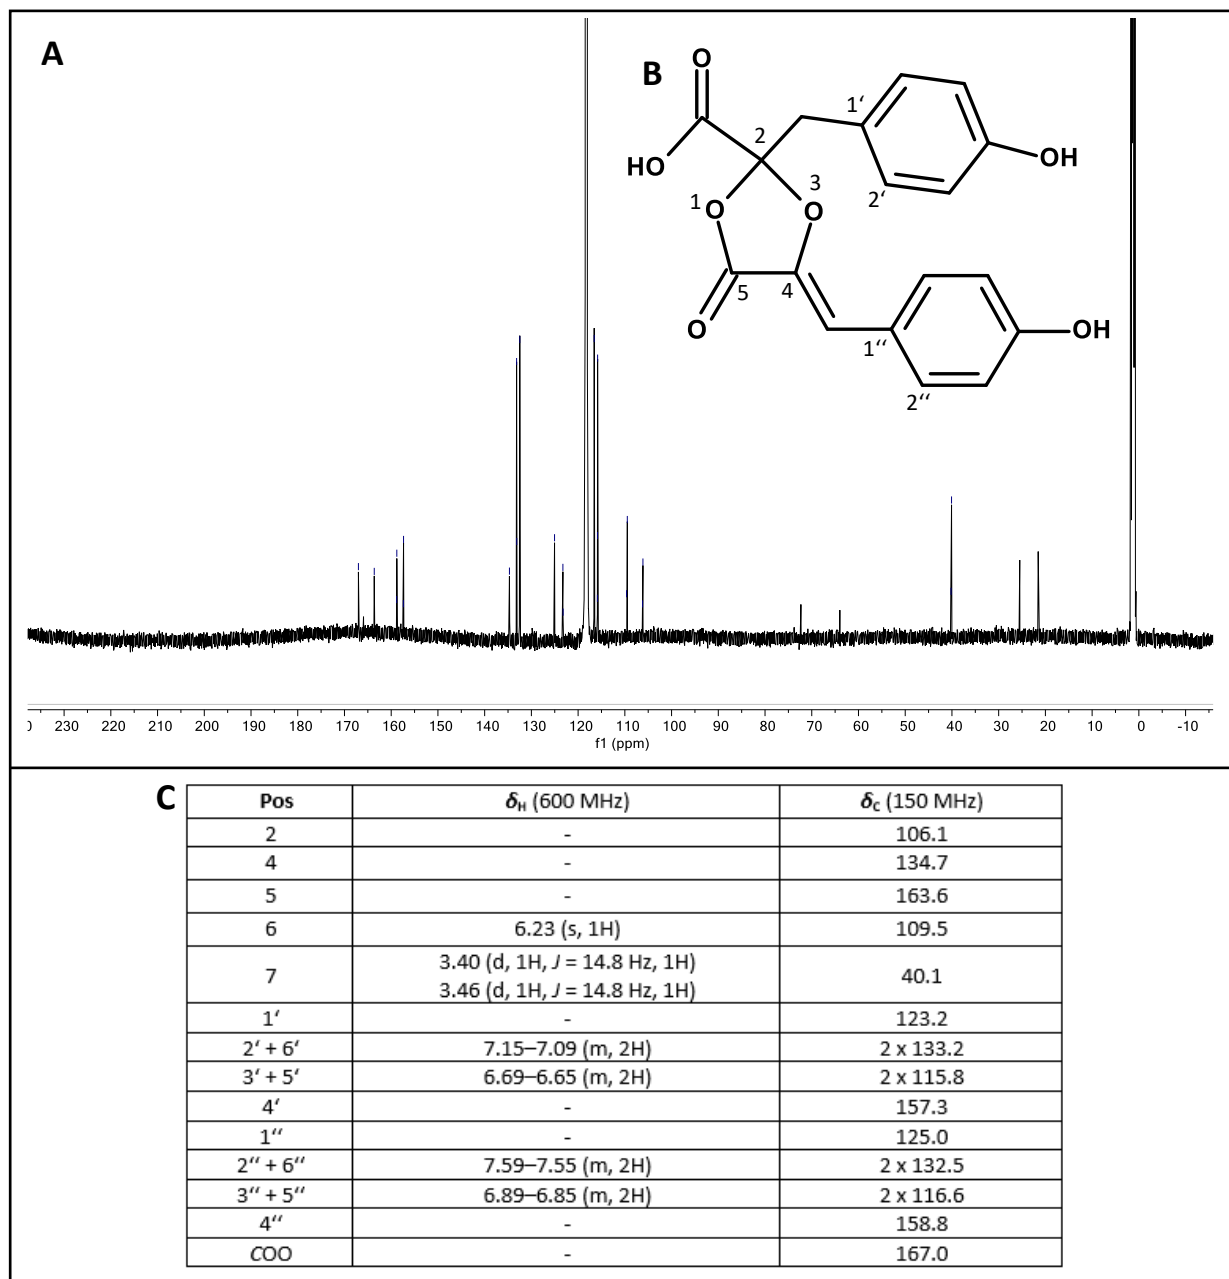 A
B
O
HO
2
1‘
2‘
OH
1
O
3
O
5
4
O
1‘‘
2‘‘
OH
0 230 220 210 200 190 180 170 160 150 140 130 120 110 100 90 80 70 60 50 40 30 20 10 0 -10
f1 (ppm)
C
Pos δH (600 MHz) δC (150 MHz)
2 - 106.1
4 - 134.7
5 - 163.6
6 6.23 (s, 1H) 109.5
7 3.40 (d, 1H, J = 14.8 Hz, 1H) 40.1
3.46 (d, 1H, J = 14.8 Hz, 1H)
1‘ - 123.2
2‘ + 6‘ 7.15–7.09 (m, 2H) 2 x 133.2
3‘ + 5‘ 6.69–6.65 (m, 2H) 2 x 115.8
4‘ - 157.3
1‘‘ - 125.0
2‘‘ + 6‘‘ 7.59–7.55 (m, 2H) 2 x 132.5
3‘‘ + 5‘‘ 6.89–6.85 (m, 2H) 2 x 116.6
4‘‘ - 158.8
COO - 167.0